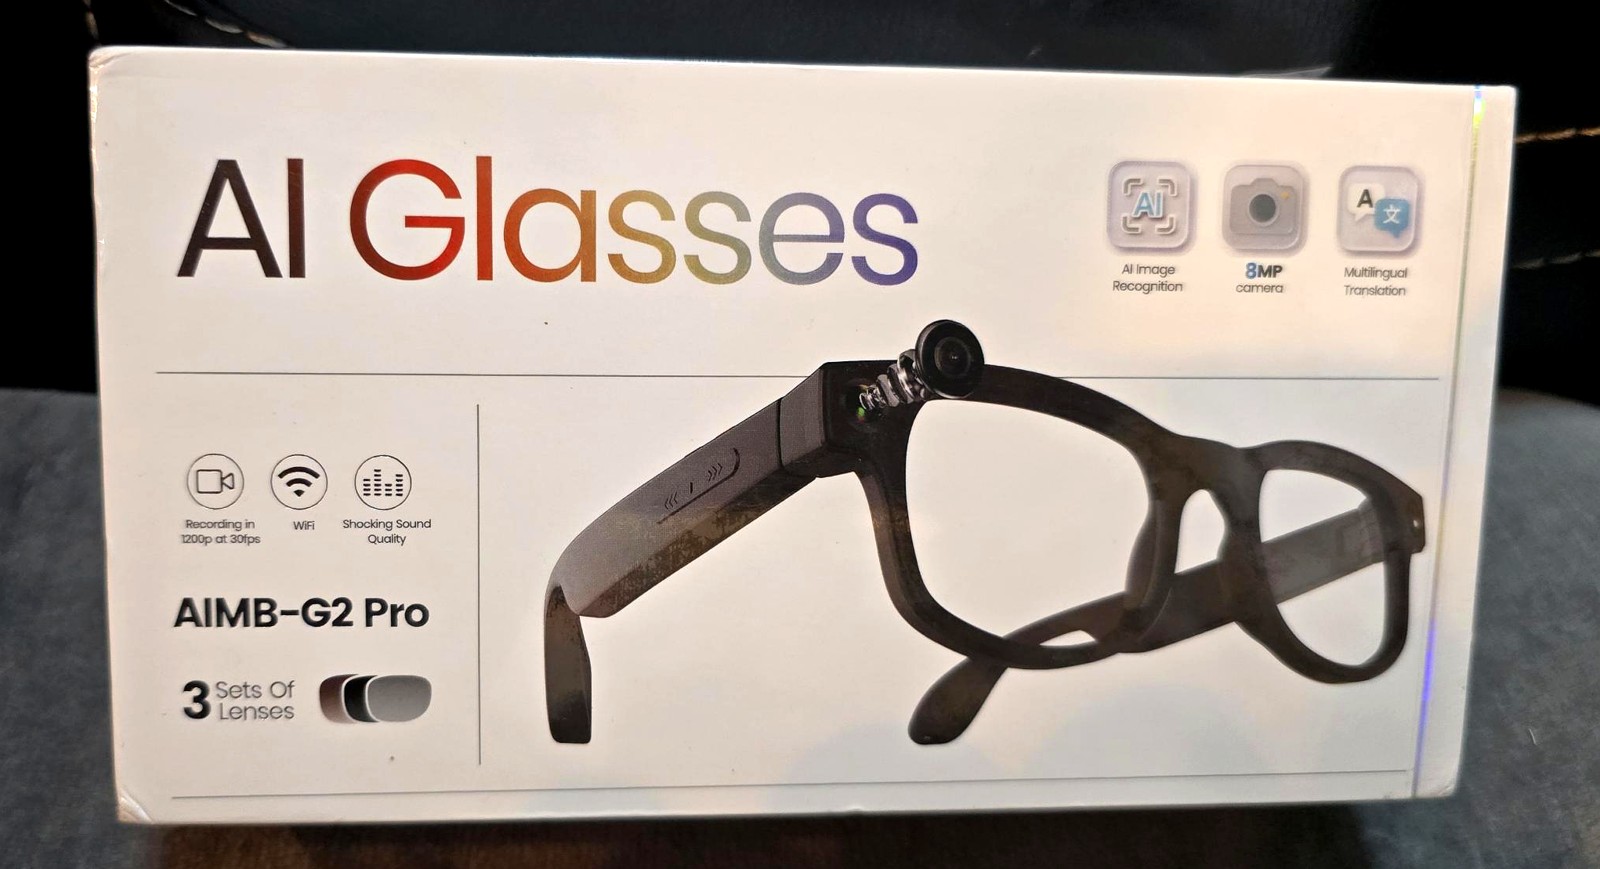 AI Glasses
AI
AI Image
Recognition
8MP
camera
A
文
Multilingual
Translation
Recording in
1200p at 30fps
WiFi
Shocking Sound
Quality
AIMB-G2 Pro
3 Sets Of
Lenses